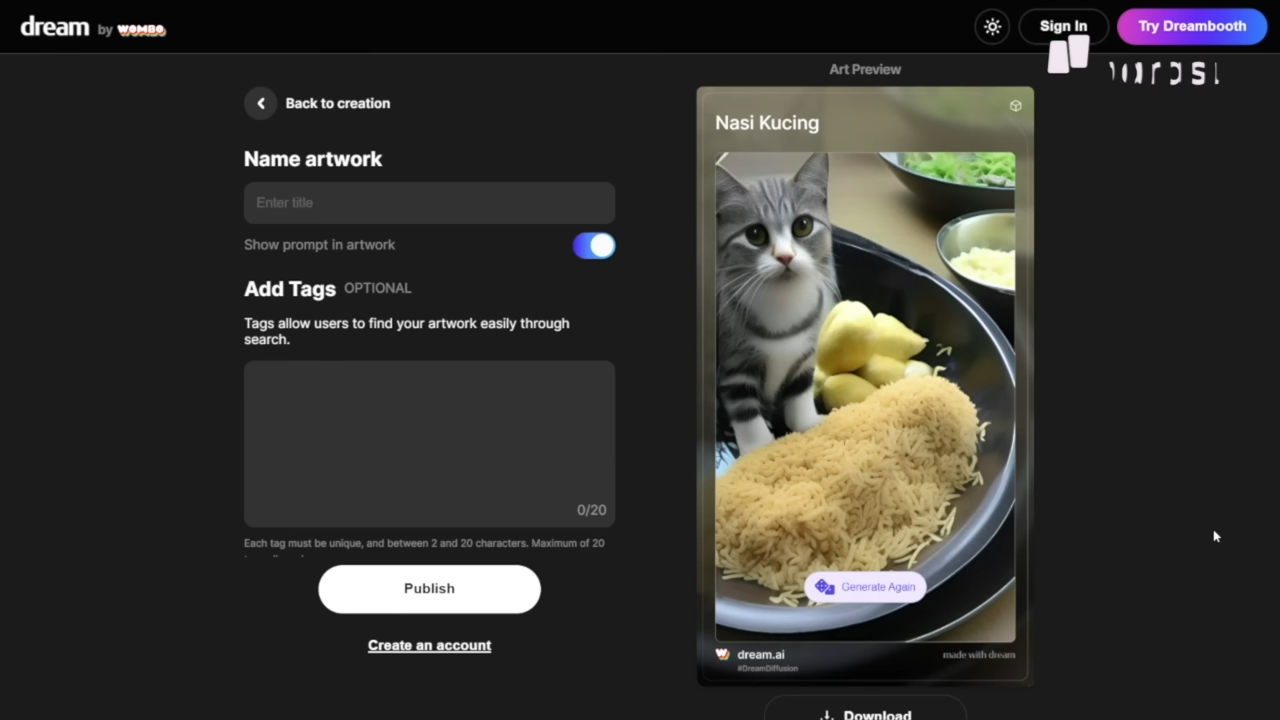 dream by WOMBO
Sign In
Try Dreambooth
Art Preview
Back to creation
Nasi Kucing
Name artwork
Enter title
Show prompt in artwork
Add Tags OPTIONAL
Tags allow users to find your artwork easily through
search.
0/20
Each tag must be unique, and between 2 and 20 characters. Maximum of 20
Publish
Generate Again
Create an account
dream.ai
made with dream
#DreamDiffusion
Download